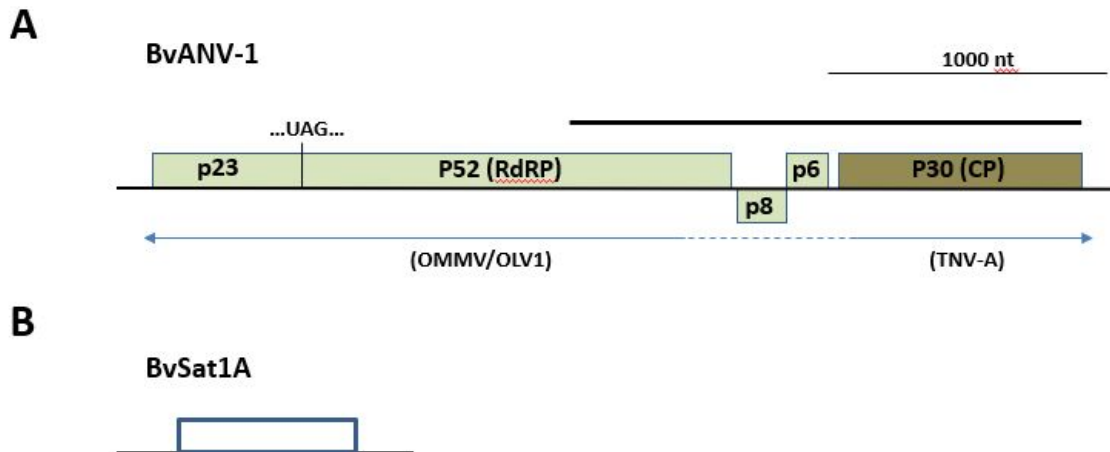 A
BvANV-1
1000 nt
...UAG...
p23
P52 (RdRP)
p6
P30 (CP)
p8
(OMMV/OLV1)
(TNV-A)
B
BvSat1A